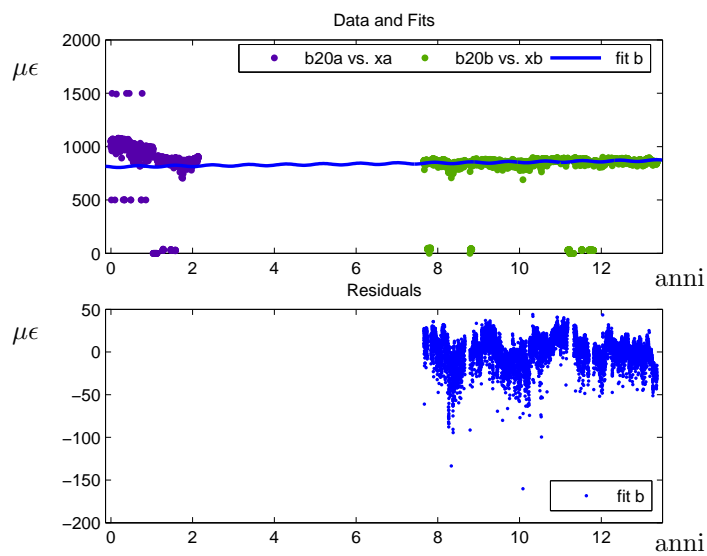 Data and Fits
με
2000
1500
1000
500
0
b20a vs. xa
b20b vs. xb
fit b
0 2 4 6 8 10 12
anni
Residuals
με
50
0
−50
−100
−150
−200
fit b
0 2 4 6 8 10 12
anni